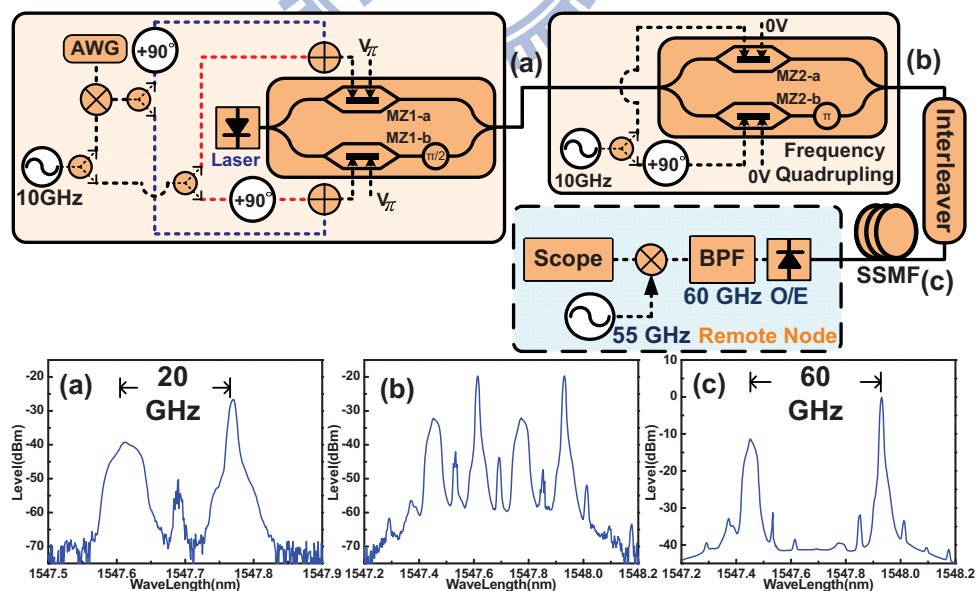 AWG
+90°
Vπ
Vπ
(a)
MZ1-a
MZ1-b
π/2
Laser
10GHz
+90°
0V
(b)
MZ2-a
MZ2-b
π
10GHz
+90°
0V
Frequency
Quadrupling
Interleaver
SSMF
(c)
Scope
BPF
60 GHz
O/E
55 GHz
Remote Node
(a)
20
GHz
Level(dBm)
-20
-30
-40
-50
-60
-70
1547.5
1547.6
1547.7
1547.8
1547.9
WaveLength(nm)
(b)
Level(dBm)
-20
-30
-40
-50
-60
-70
1547.2
1547.4
1547.6
1547.8
1548.0
1548.2
WaveLength(nm)
(c)
60
GHz
Level(dBm)
10
0
-10
-20
-30
-40
1547.2
1547.4
1547.6
1547.8
1548.0
1548.2
WaveLength(nm)